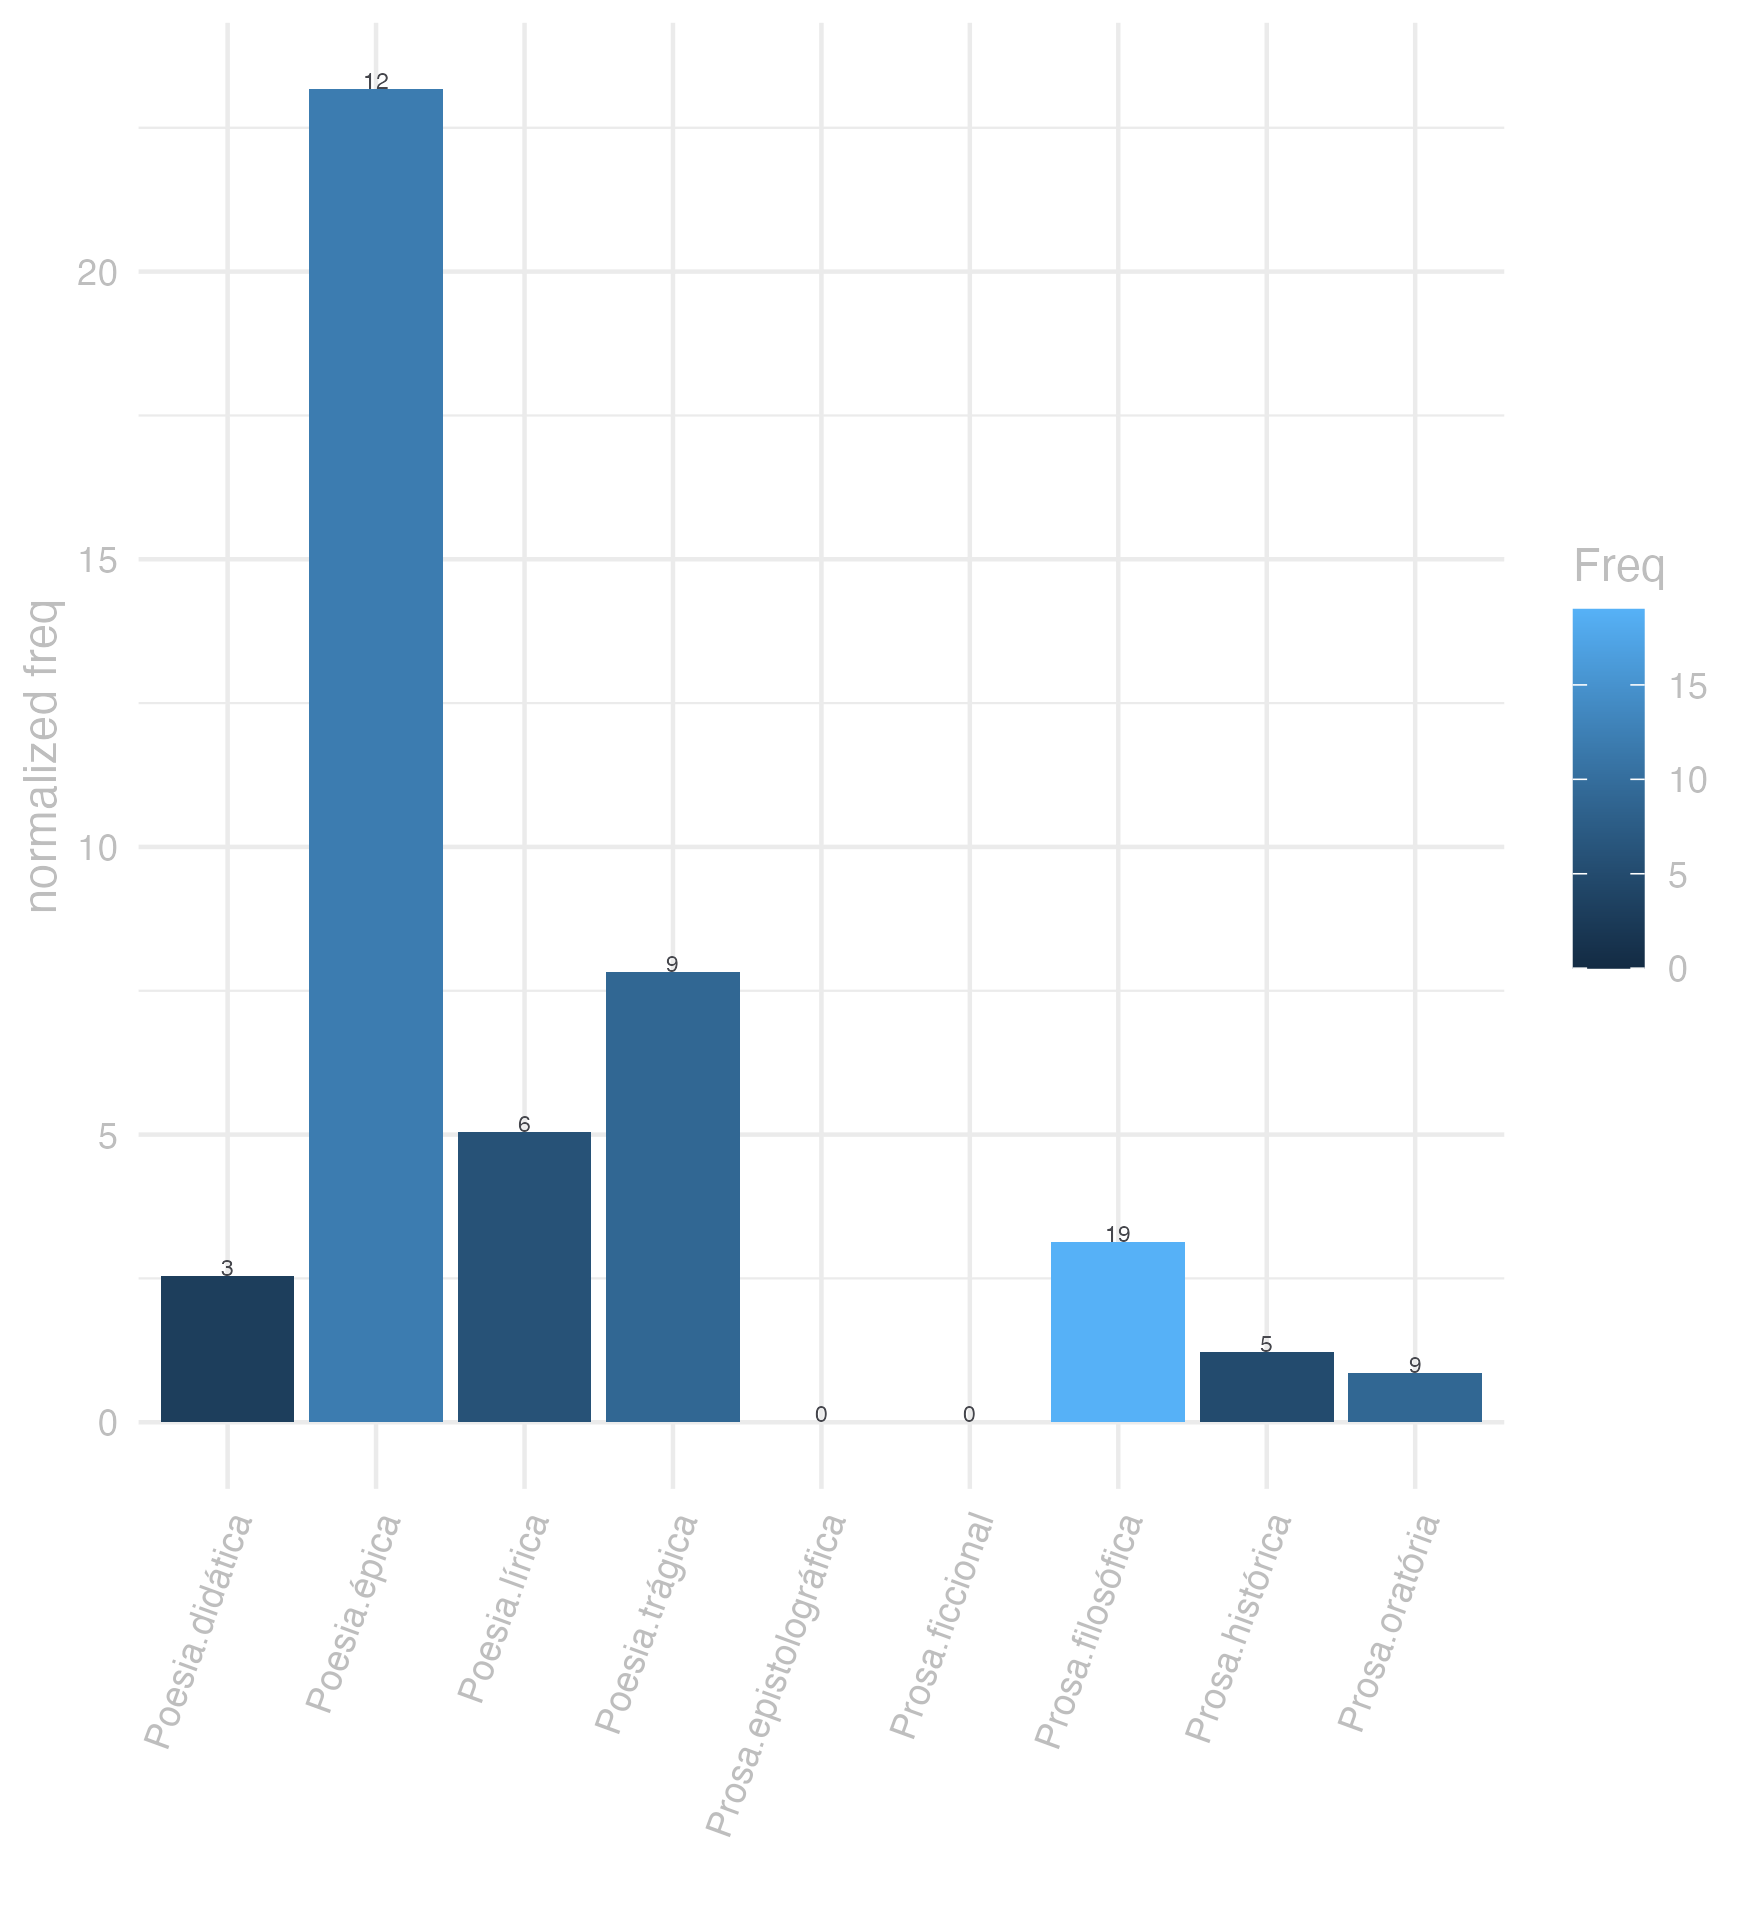 normalized freq
20
15
10
5
0
12
9
6
3
0
0
19
5
9
Poesia.didática
Poesia.épica
Poesia.lírica
Poesia.trágica
Prosa.epistolográfica
Prosa.ficcional
Prosa.filosófica
Prosa.histórica
Prosa.oratória
Freq
15
10
5
0